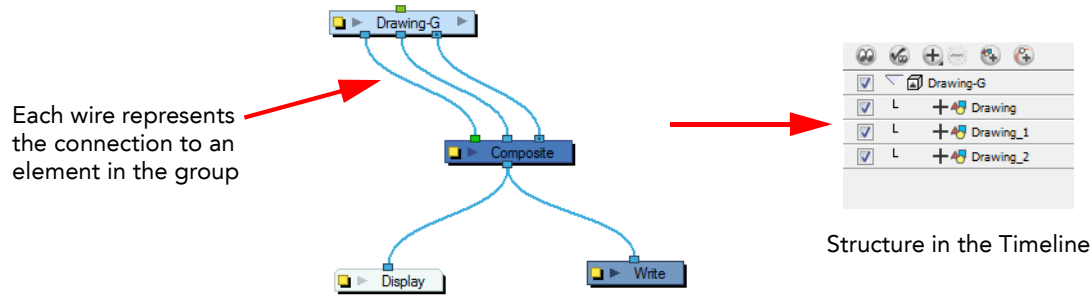 Drawing-G
Each wire represents
the connection to an
element in the group
Composite
Display
Write
Drawing-G
Drawing
Drawing_1
Drawing_2
Structure in the Timeline